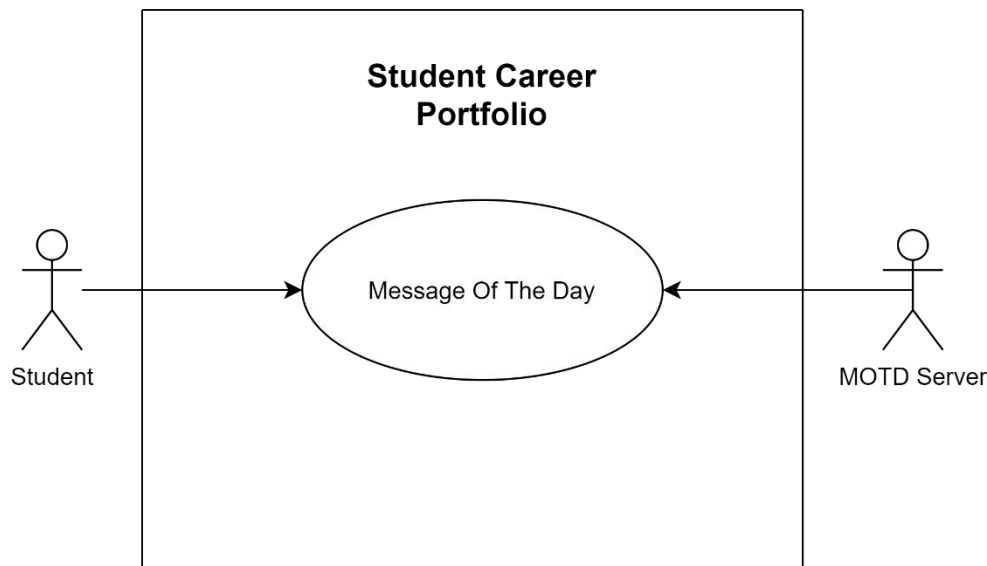 Student Career
Portfolio
Message Of The Day
Student
MOTD Server